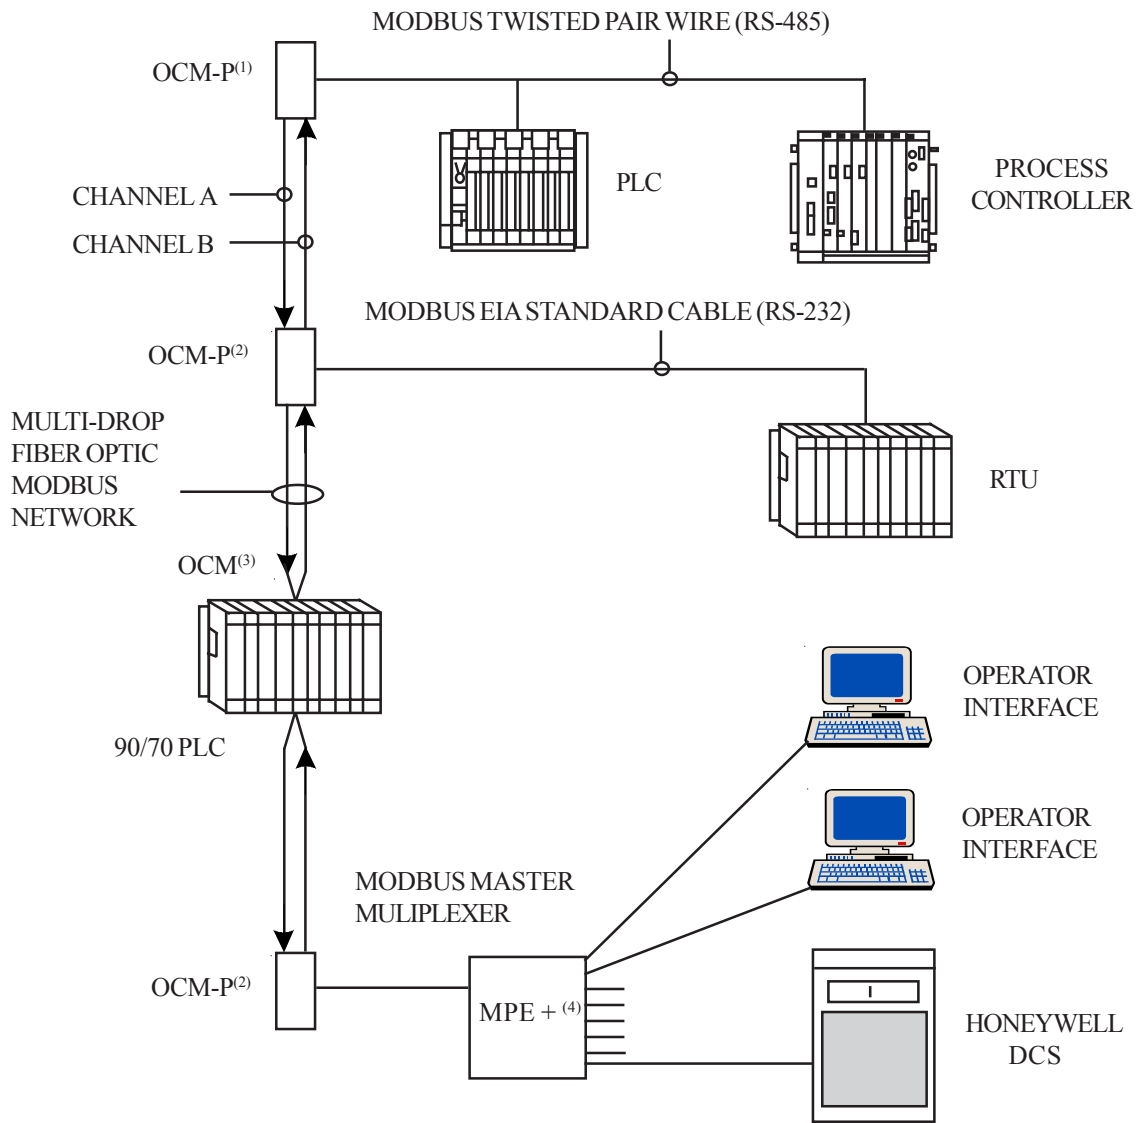 MODBUS TWISTED PAIR WIRE (RS-485)
OCM-P(1)
PLC
PROCESS
CONTROLLER
CHANNEL A
CHANNEL B
MODBUS EIA STANDARD CABLE (RS-232)
OCM-P(2)
MULTI-DROP
FIBER OPTIC
MODBUS
NETWORK
RTU
OCM(3)
90/70 PLC
OPERATOR
INTERFACE
OPERATOR
INTERFACE
MODBUS MASTER
MULIPLEXER
OCM-P(2)
MPE + (4)
HONEYWELL
DCS